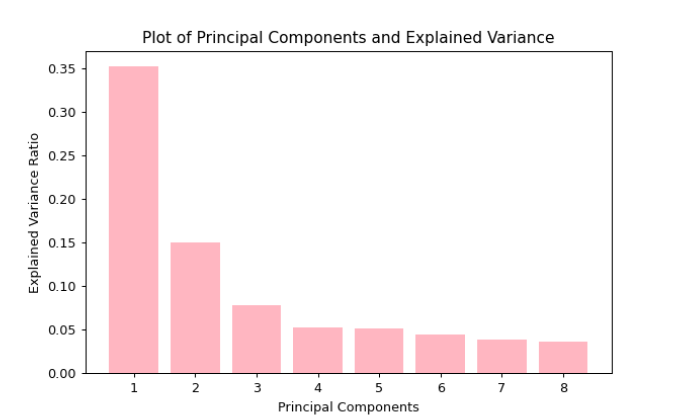 Plot of Principal Components and Explained Variance
0.35
0.30
0.25
0.20
0.15
0.10
0.05
0.00
Explained Variance Ratio
1 2 3 4 5 6 7 8
Principal Components